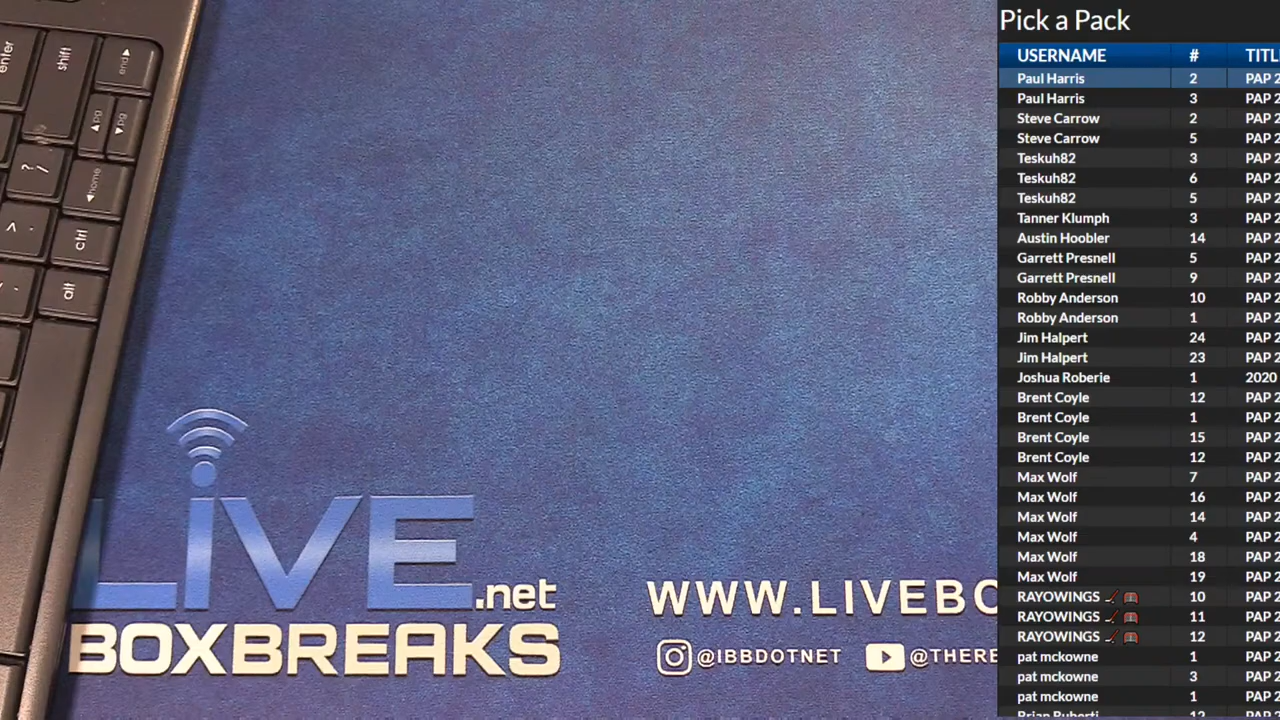 Pick a Pack
USERNAME # TITL
Paul Harris 2 PAP 2
Paul Harris 3 PAP 2
Steve Carrow 2 PAP 2
Steve Carrow 5 PAP 2
Teskuh82 3 PAP 2
Teskuh82 6 PAP 2
Teskuh82 5 PAP 2
Tanner Klumph 3 PAP 2
Austin Hoobler 14 PAP 2
Garrett Presnell 5 PAP 2
Garrett Presnell 9 PAP 2
Robby Anderson 10 PAP 2
Robby Anderson 1 PAP 2
Jim Halpert 24 PAP 2
Jim Halpert 23 PAP 2
Joshua Roberie 1 2020
Brent Coyle 12 PAP 2
Brent Coyle 1 PAP 2
Brent Coyle 15 PAP 2
Brent Coyle 12 PAP 2
Max Wolf 7 PAP 2
Max Wolf 16 PAP 2
Max Wolf 14 PAP 2
Max Wolf 4 PAP 2
Max Wolf 18 PAP 2
Max Wolf 19 PAP 2
RAYOWINGS 10 PAP 2
RAYOWINGS 11 PAP 2
RAYOWINGS 12 PAP 2
pat mckowne 1 PAP 2
pat mckowne 3 PAP 2
pat mckowne 1 PAP 2
Brian Ruberti 12 PAP 2
enter
shift
end
pg
pg
? /
home
> .
ctrl
alt
LiVE.net
BOXBREAKS
WWW.LIVEBO
@IBBDOTNET @THERE